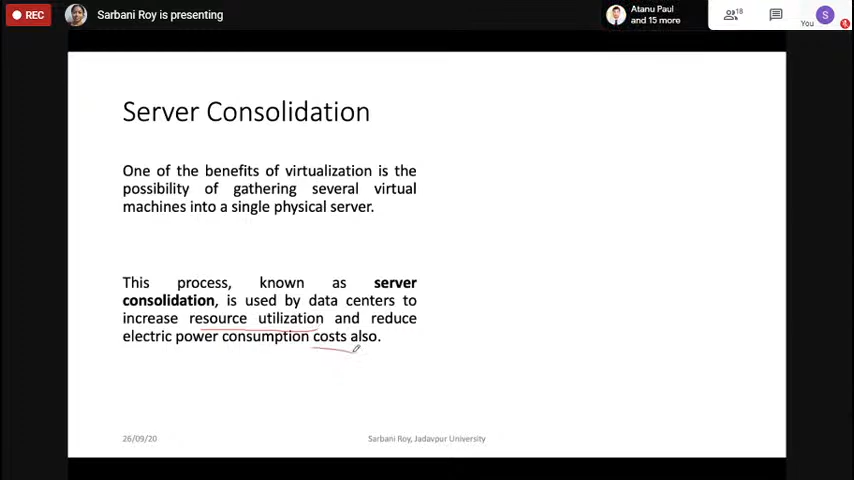 REC
Sarbani Roy is presenting
Atanu Paul
and 15 more
18
You
S
Server Consolidation
One of the benefits of virtualization is the
possibility of gathering several virtual
machines into a single physical server.
This process, known as server
consolidation, is used by data centers to
increase resource utilization and reduce
electric power consumption costs also.
26/09/20
Sarbani Roy, Jadavpur University